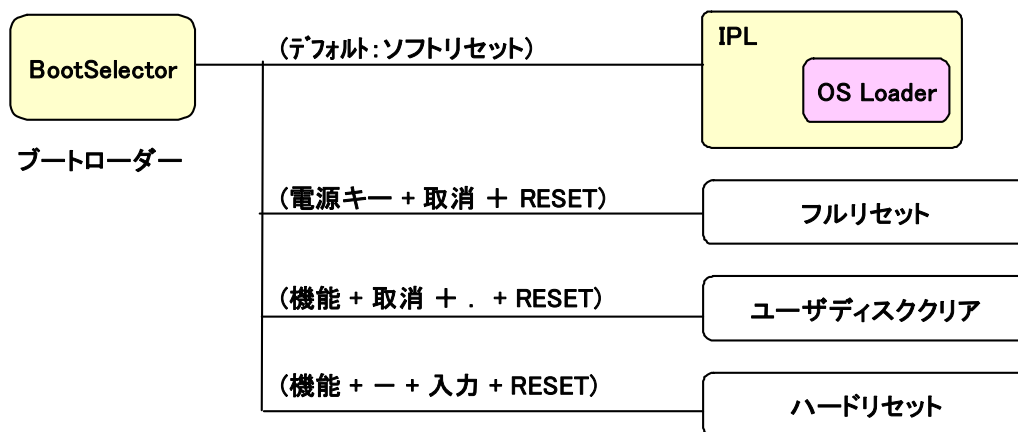 BootSelector
ブートローダー
(ﾃﾞﾌｫﾙﾄ:ソフトリセット)
IPL
OS Loader
(電源キー + 取消 + RESET)
フルリセット
(機能 + 取消 + . + RESET)
ユーザディスククリア
(機能 + ー + 入力 + RESET)
ハードリセット